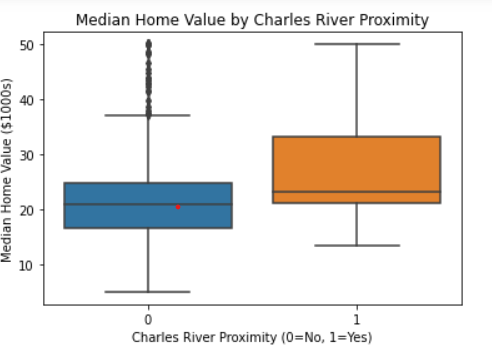 Median Home Value by Charles River Proximity
Median Home Value ($1000s)
50
40
30
20
10
0
1
Charles River Proximity (0=No, 1=Yes)